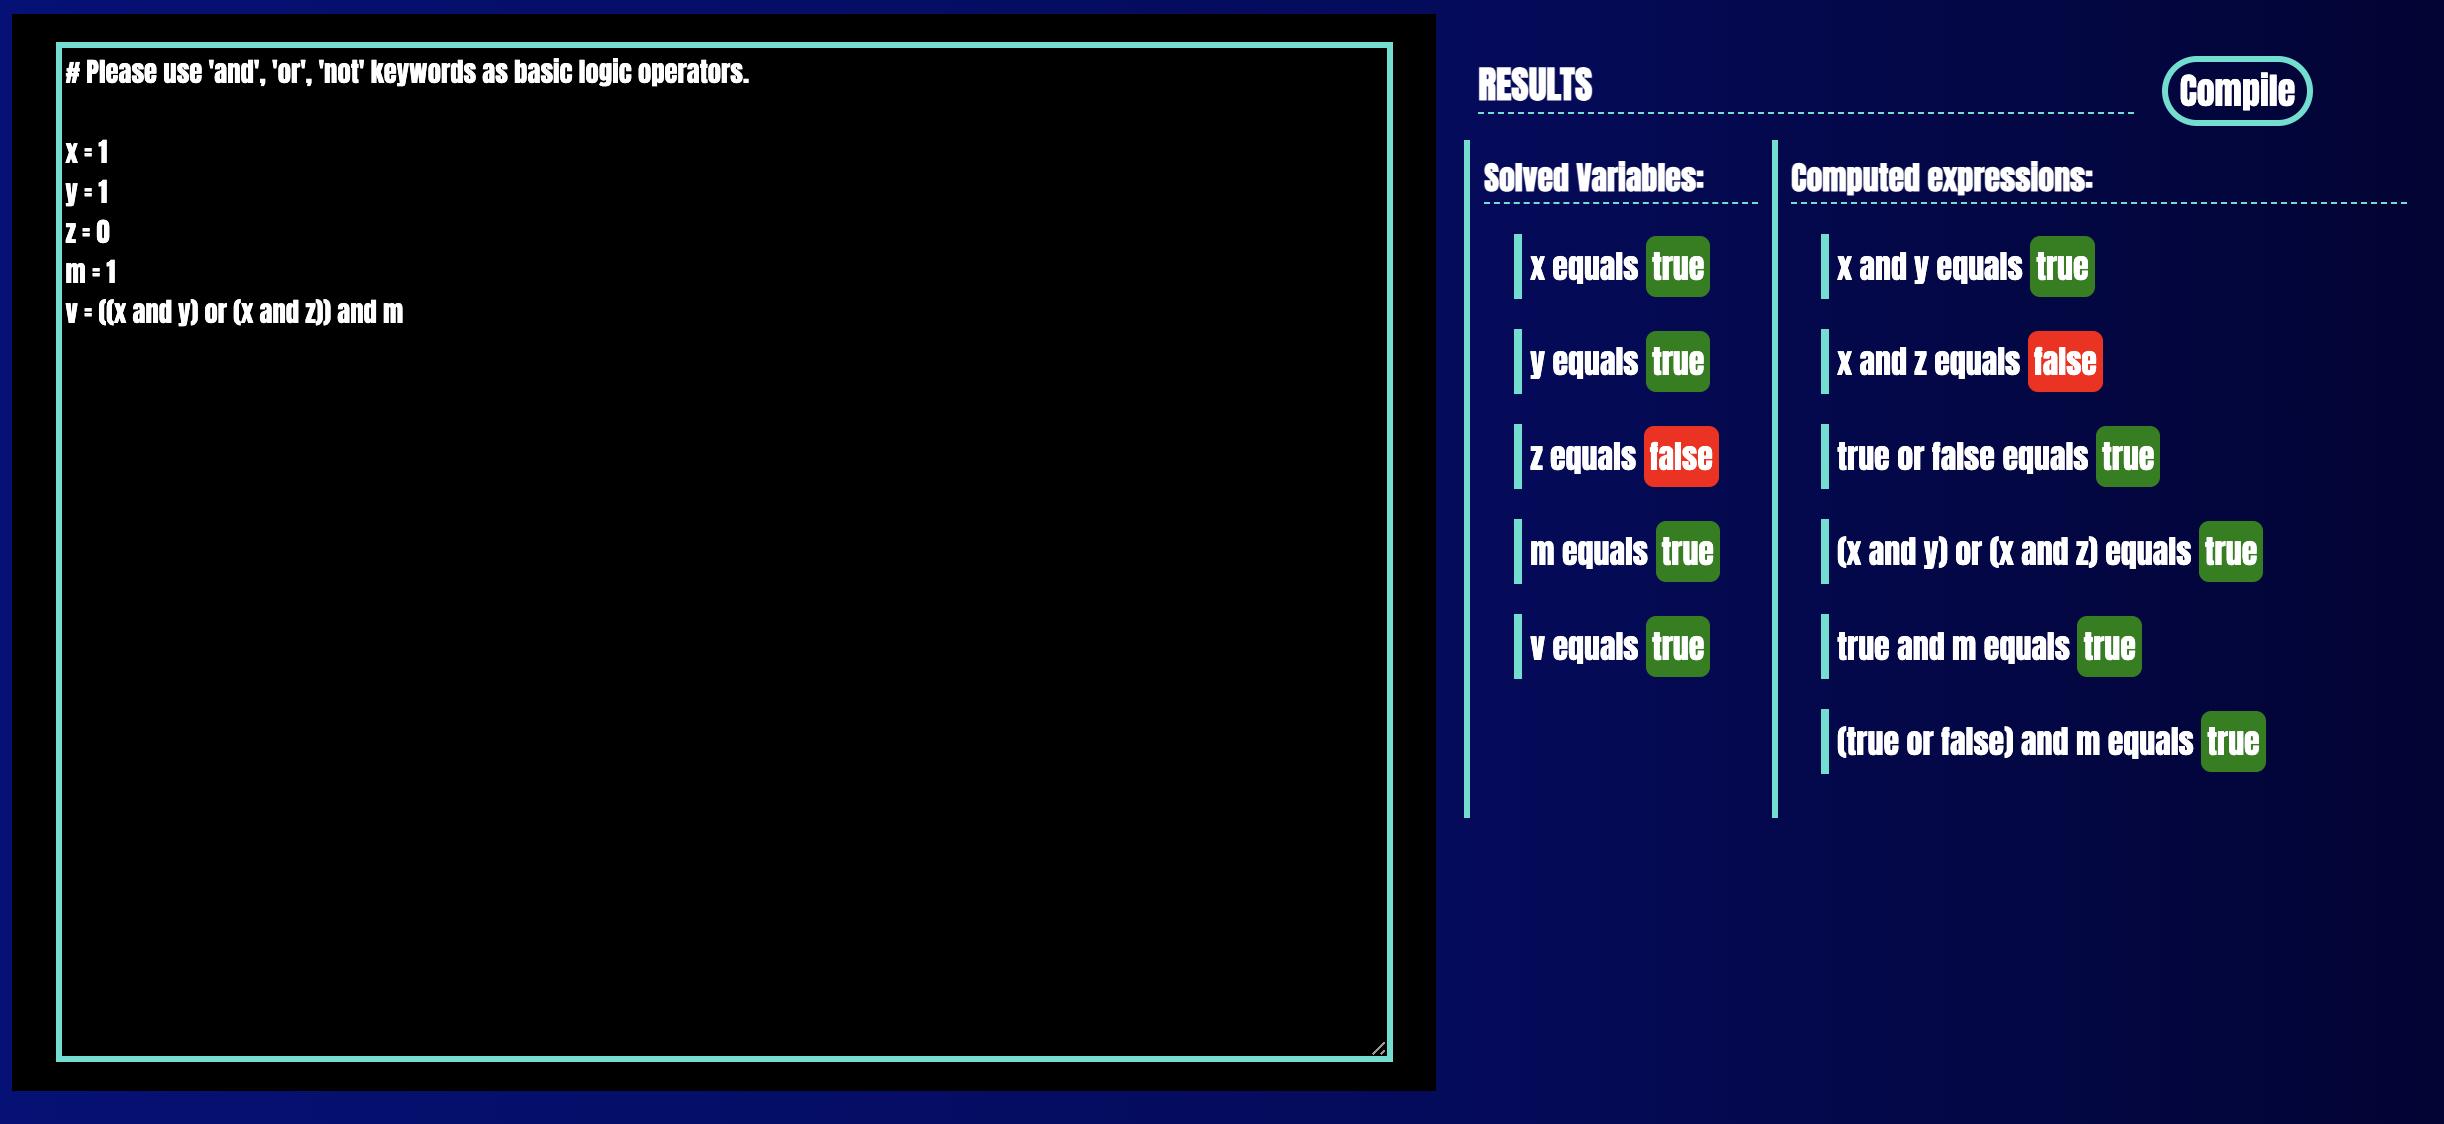 # Please use 'and', 'or', 'not' keywords as basic logic operators.
x = 1
y = 1
z = 0
m = 1
v = ((x and y) or (x and z)) and m
RESULTS
Compile
Solved Variables:
x equals true
y equals true
z equals false
m equals true
v equals true
Computed expressions:
x and y equals true
x and z equals false
true or false equals true
(x and y) or (x and z) equals true
true and m equals true
(true or false) and m equals true